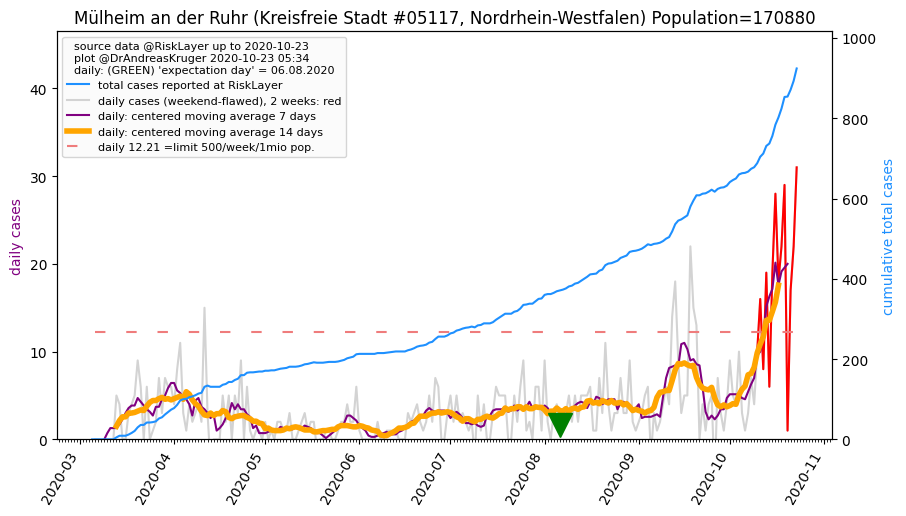 Mülheim an der Ruhr (Kreisfreie Stadt #05117, Nordrhein-Westfalen) Population=170880
source data @RiskLayer up to 2020-10-23
plot @DrAndreasKruger 2020-10-23 05:34
daily: (GREEN) 'expectation day' = 06.08.2020
total cases reported at RiskLayer
daily cases (weekend-flawed), 2 weeks: red
daily: centered moving average 7 days
daily: centered moving average 14 days
daily 12.21 =limit 500/week/1mio pop.
daily cases
0
10
20
30
40
cumulative total cases
0
200
400
600
800
1000
2020-03
2020-04
2020-05
2020-06
2020-07
2020-08
2020-09
2020-10
2020-11